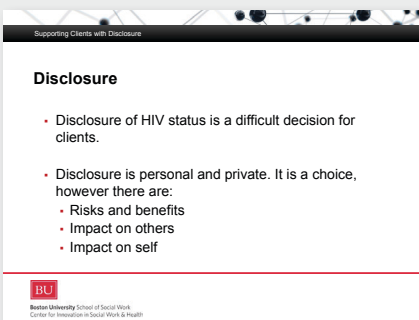 Supporting Clients with Disclosure
Disclosure
• Disclosure of HIV status is a difficult decision for
clients.
• Disclosure is personal and private. It is a choice,
however there are:
• Risks and benefits
• Impact on others
• Impact on self
BU
Boston University School of Social Work
Center for Innovation in Social Work & Health